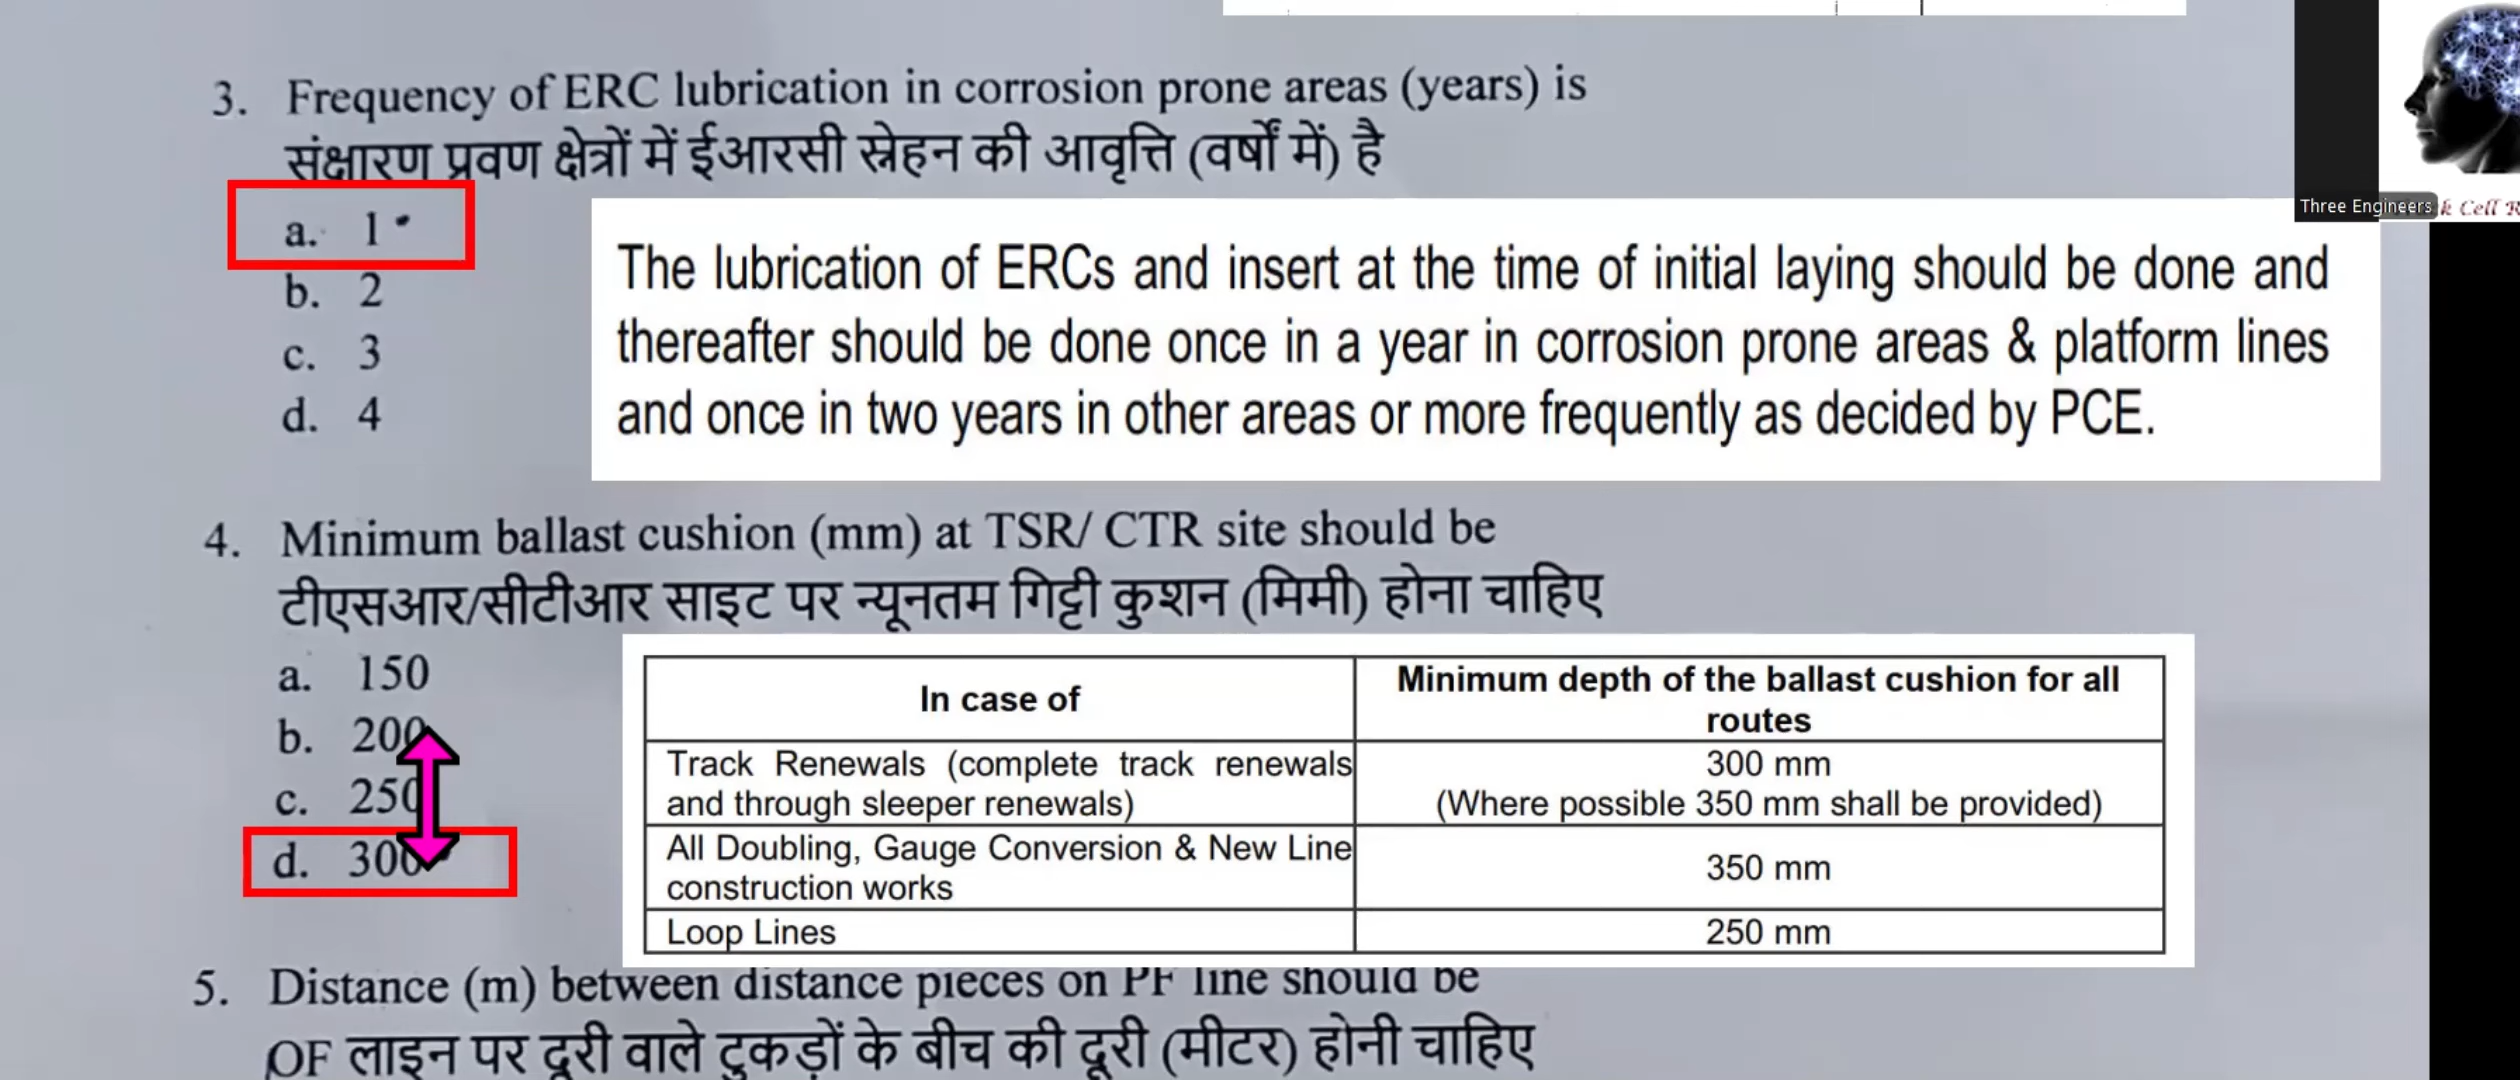 3. Frequency of ERC lubrication in corrosion prone areas (years) is
संक्षारण प्रवण क्षेत्रों में ईआरसी स्नेहन की आवृत्ति (वर्षों में) है
a. 1
b. 2
c. 3
d. 4
The lubrication of ERCs and insert at the time of initial laying should be done and
thereafter should be done once in a year in corrosion prone areas & platform lines
and once in two years in other areas or more frequently as decided by PCE.
Three Engineers
Cell
4. Minimum ballast cushion (mm) at TSR/ CTR site should be
टीएसआर/सीटीआर साइट पर न्यूनतम गिट्टी कुशन (मिमी) होना चाहिए
a. 150
b. 200
c. 250
d. 300
In case of
Minimum depth of the ballast cushion for all
routes
Track Renewals (complete track renewals
and through sleeper renewals)
300 mm
(Where possible 350 mm shall be provided)
All Doubling, Gauge Conversion & New Line
construction works
350 mm
Loop Lines
250 mm
5. Distance (m) between distance pieces on PF line should be
OF लाइन पर दूरी वाले टुकड़ों के बीच की दूरी (मीटर) होनी चाहिए